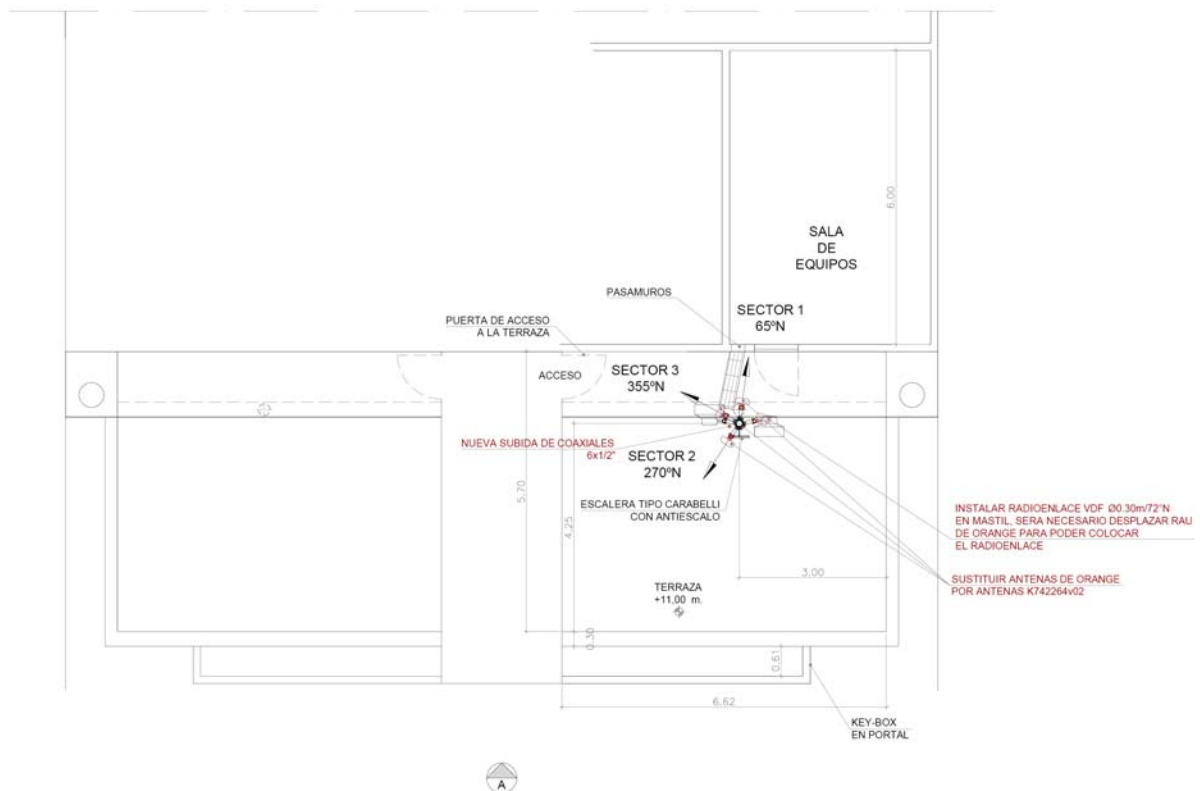 6.00
SALA
DE
EQUIPOS
PASAMUROS
SECTOR 1
65ºN
PUERTA DE ACCESO
A LA TERRAZA
ACCESO
SECTOR 3
355ºN
NUEVA SUBIDA DE COAXIALES
6x1/2"
SECTOR 2
270ºN
ESCALERA TIPO CARABELLI
CON ANTIESCALO
5.70
4.25
INSTALAR RADIOENLACE VDF Ø0.30m/72°N
EN MASTIL, SERA NECESARIO DESPLAZAR RAU
DE ORANGE PARA PODER COLOCAR
EL RADIOENLACE
3.00
SUSTITUIR ANTENAS DE ORANGE
POR ANTENAS K742264v02
TERRAZA
+11,00 m.
0.30
0.61
6.62
KEY-BOX
EN PORTAL
A